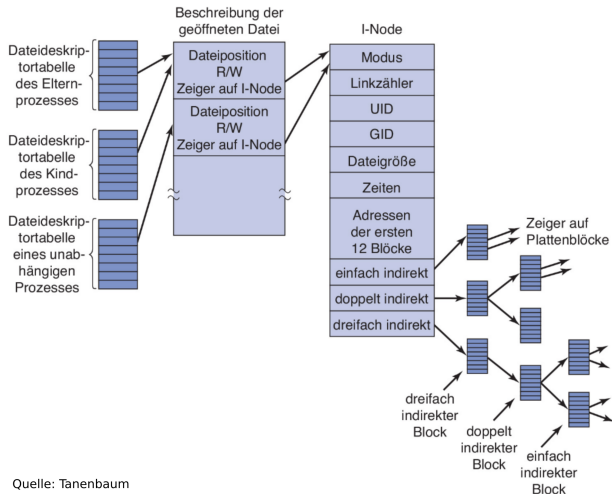 Beschreibung der
geöffneten Datei
I-Node
Dateideskrip-
tortabelle
des Eltern-
prozesses
Dateideskrip-
tortabelle
des Kind-
prozesses
Dateideskrip-
tortabelle
eines unab-
hängigen
Prozesses
Dateiposition
R/W
Zeiger auf I-Node
Dateiposition
R/W
Zeiger auf I-Node
Modus
Linkzähler
UID
GID
Dateigröße
Zeiten
Adressen
der ersten
12 Blöcke
einfach indirekt
doppelt indirekt
dreifach indirekt
Zeiger auf
Plattenblöcke
dreifach
indirekter
Block
doppelt
indirekter
Block
einfach
indirekter
Block
Quelle: Tanenbaum